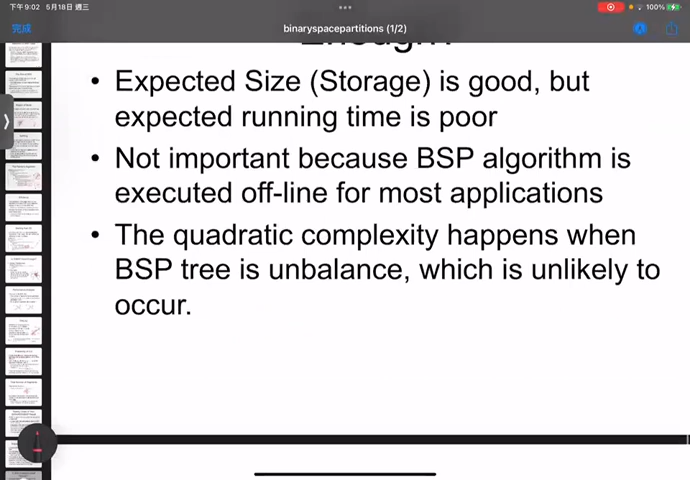 下午9:02 5月18日 週三
100%
完成
binaryspacepartitions (1/2)
• Expected Size (Storage) is good, but
expected running time is poor
• Not important because BSP algorithm is
executed off-line for most applications
• The quadratic complexity happens when
BSP tree is unbalance, which is unlikely to
occur.